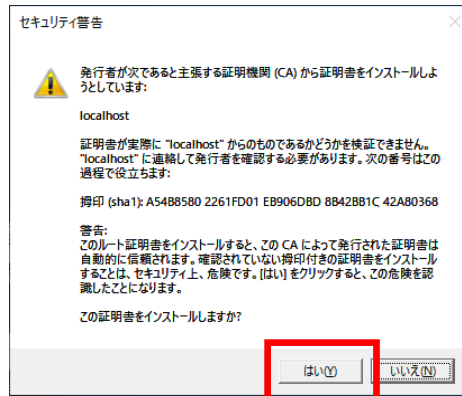 セキュリティ警告
発行者が次であると主張する証明機関 (CA) から証明書をインストールしよ
うとしています:
localhost
証明書が実際に "localhost" からのものであるかどうかを検証できません。
"localhost" に連絡して発行者を確認する必要があります。次の番号はこの
過程で役立ちます:
拇印 (sha1): A54B8580 2261FD01 EB906DBD 8B42BB1C 42A80368
警告:
このルート証明書をインストールすると、この CA によって発行された証明書は
自動的に信頼されます。確認されていない拇印付きの証明書をインストール
することは、セキュリティ上、危険です。[はい] をクリックすると、この危険を認
識したことになります。
この証明書をインストールしますか?
はい(Y)
いいえ(N)